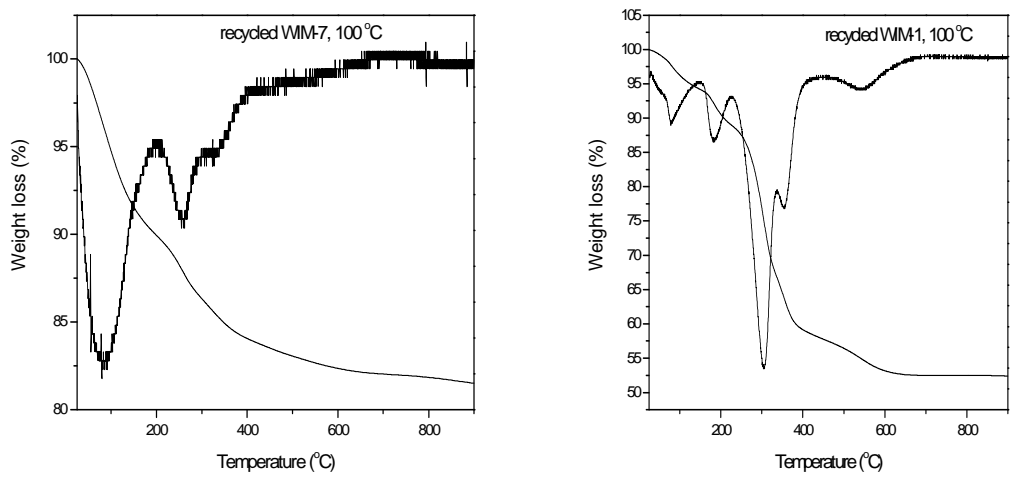 recycled WIM-7, 100 °C
100
95
90
85
80
Weight loss (%)
200 400 600 800
Temperature (°C)
recycled WIM-1, 100 °C
105
100
95
90
85
80
75
70
65
60
55
50
Weight loss (%)
200 400 600 800
Temperature (°C)